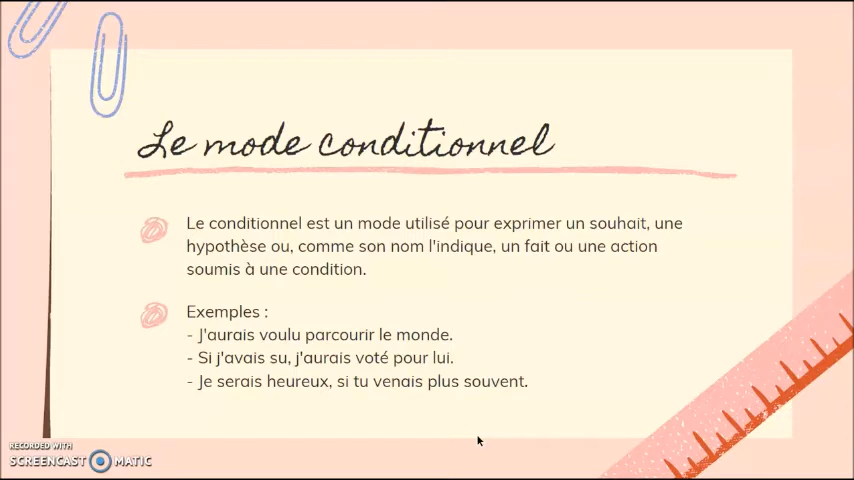 Le mode conditionnel
Le conditionnel est un mode utilisé pour exprimer un souhait, une
hypothèse ou, comme son nom l'indique, un fait ou une action
soumis à une condition.
Exemples :
- J'aurais voulu parcourir le monde.
- Si j'avais su, j'aurais voté pour lui.
- Je serais heureux, si tu venais plus souvent.
RECORDED WITH
SCREENCAST MATIC